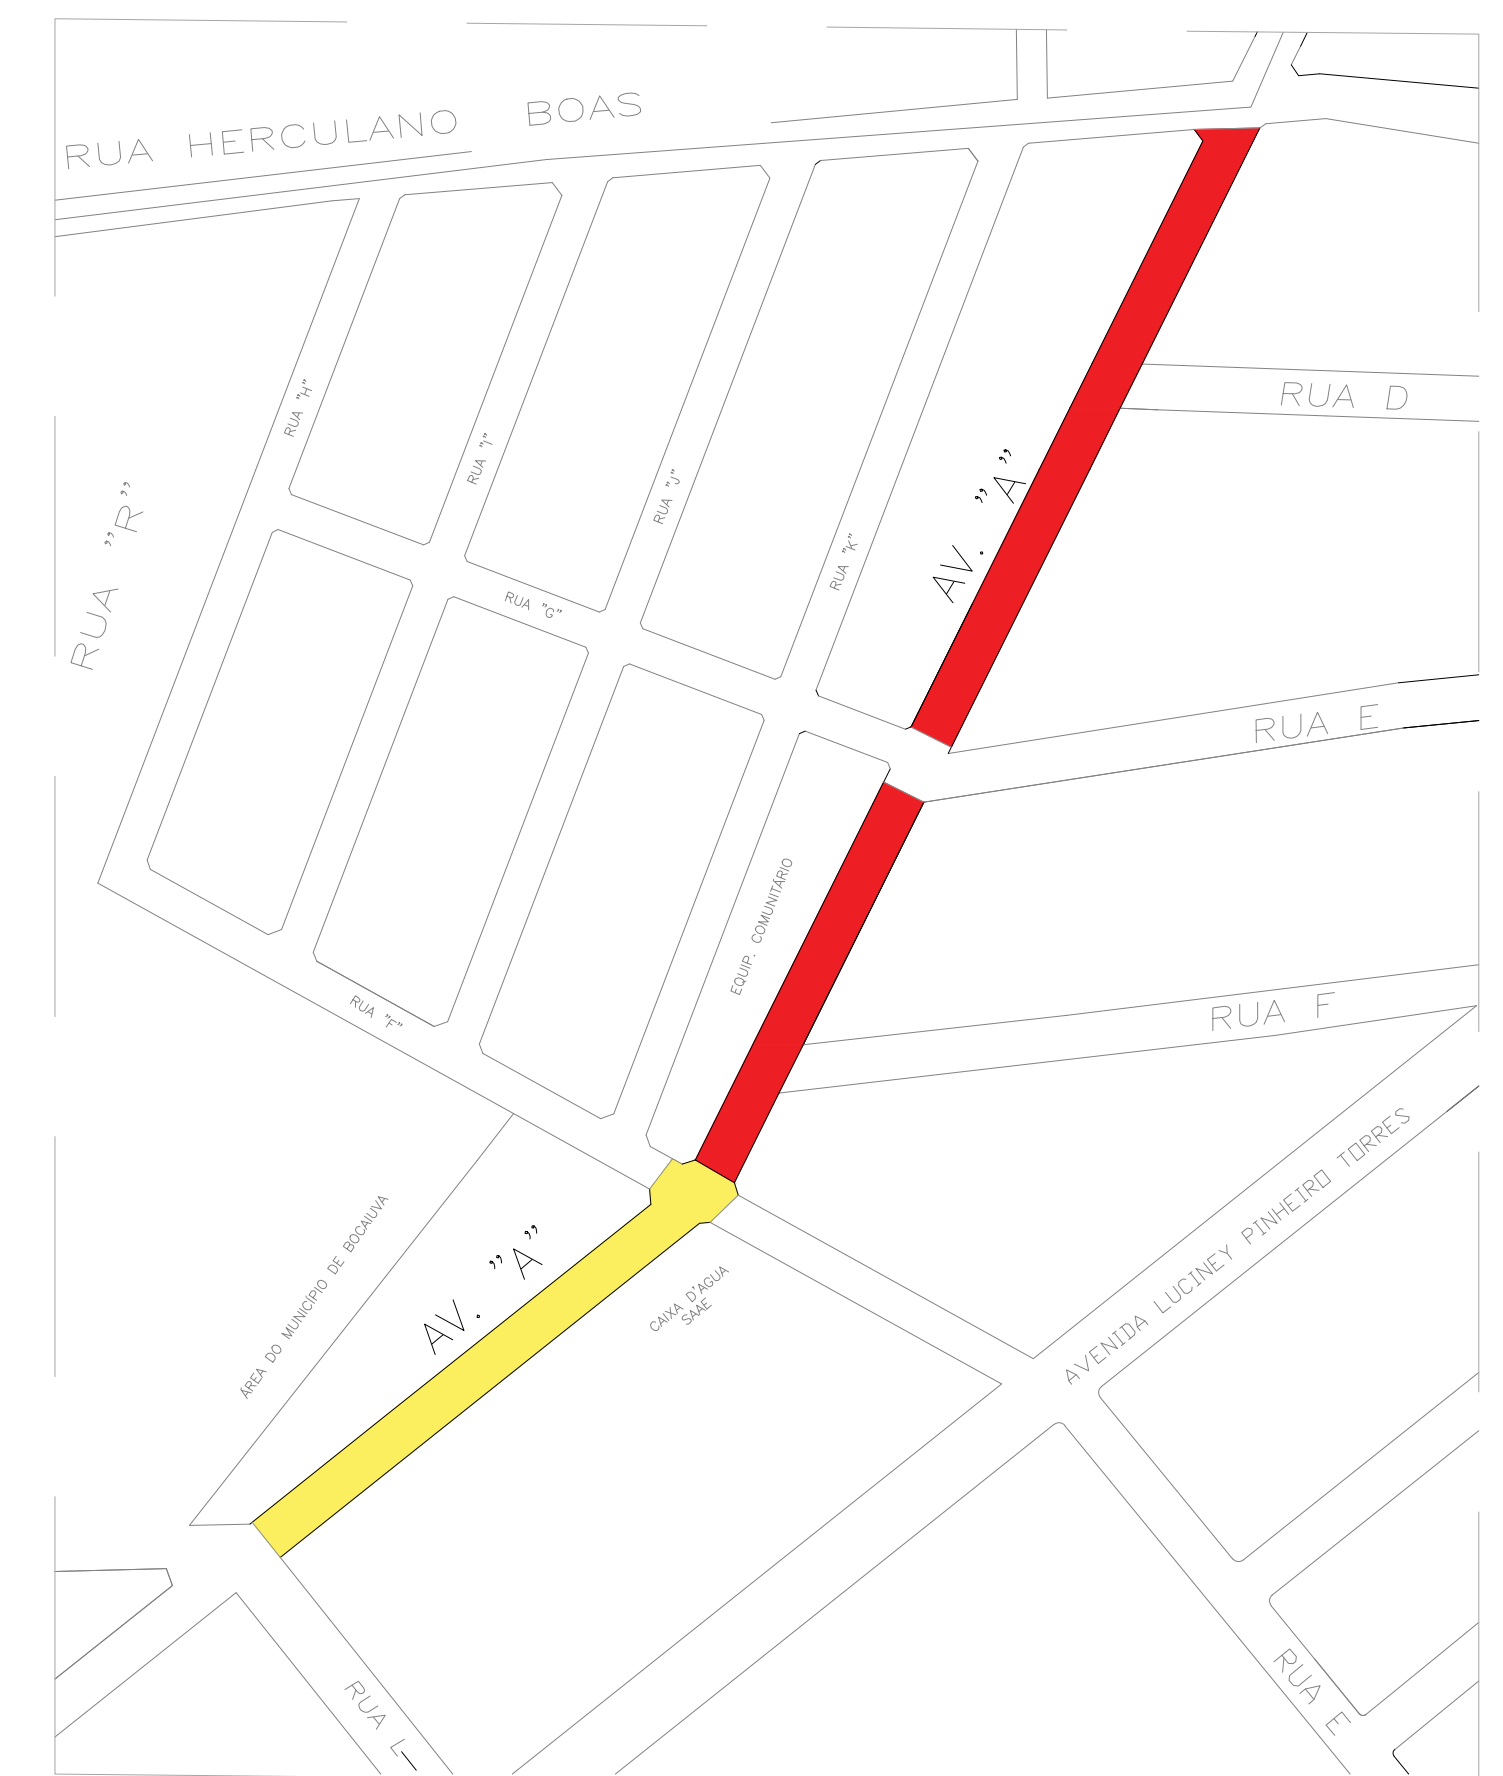 RUA HERCULANO BOAS
RUA D
RUA "H"
RUA "I"
RUA "J"
RUA "K"
AV. "A"
RUA "R"
RUA "G"
RUA E
EQUIP. COMUNITÁRIO
RUA "F"
RUA F
AVENIDA LUCINEY PINHEIRO TORRES
ÁREA DO MUNICÍPIO DE BOCAIUVA
AV. "A"
CAIXA D'AGUA
SAAE
RUA E
RUA L